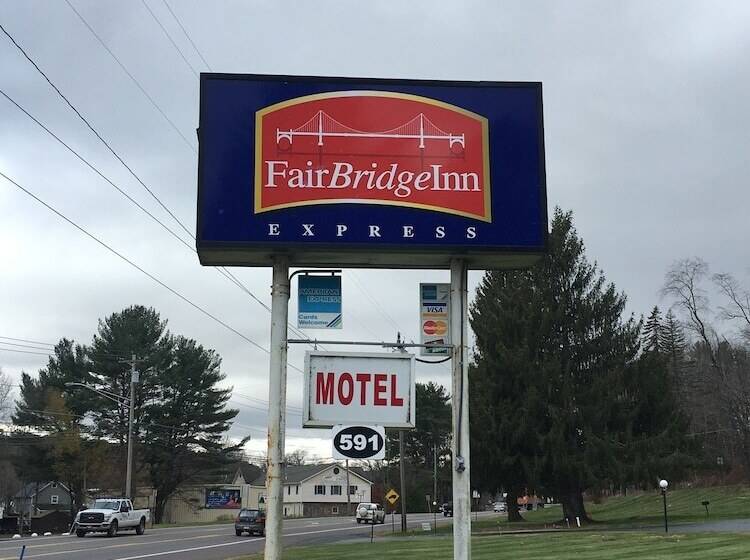 FairBridgeInn
EXPRESS
AMERICAN
EXPRESS
Cards
Welcome
VISA
MOTEL
591